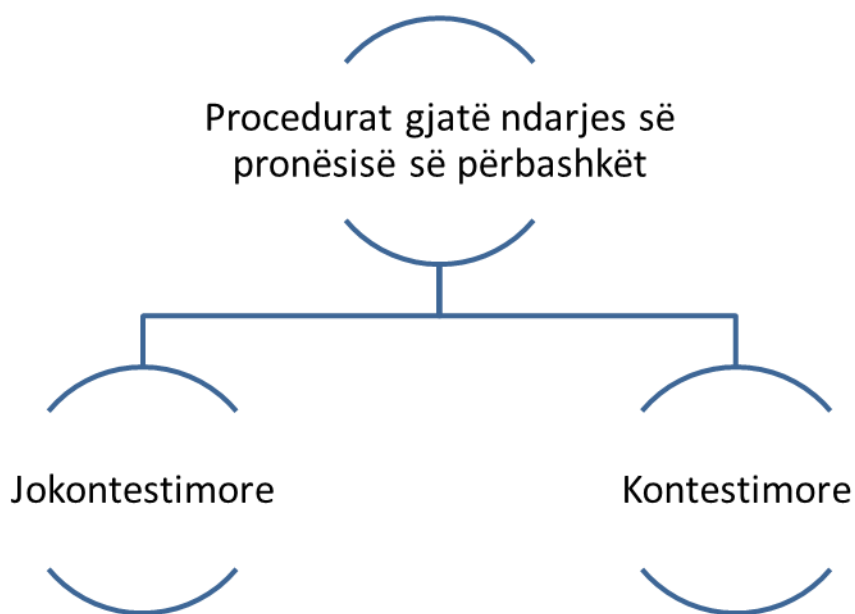 Procedurat gjatë ndarjes së
pronësisë së përbashkët
Jokontestimore
Kontestimore